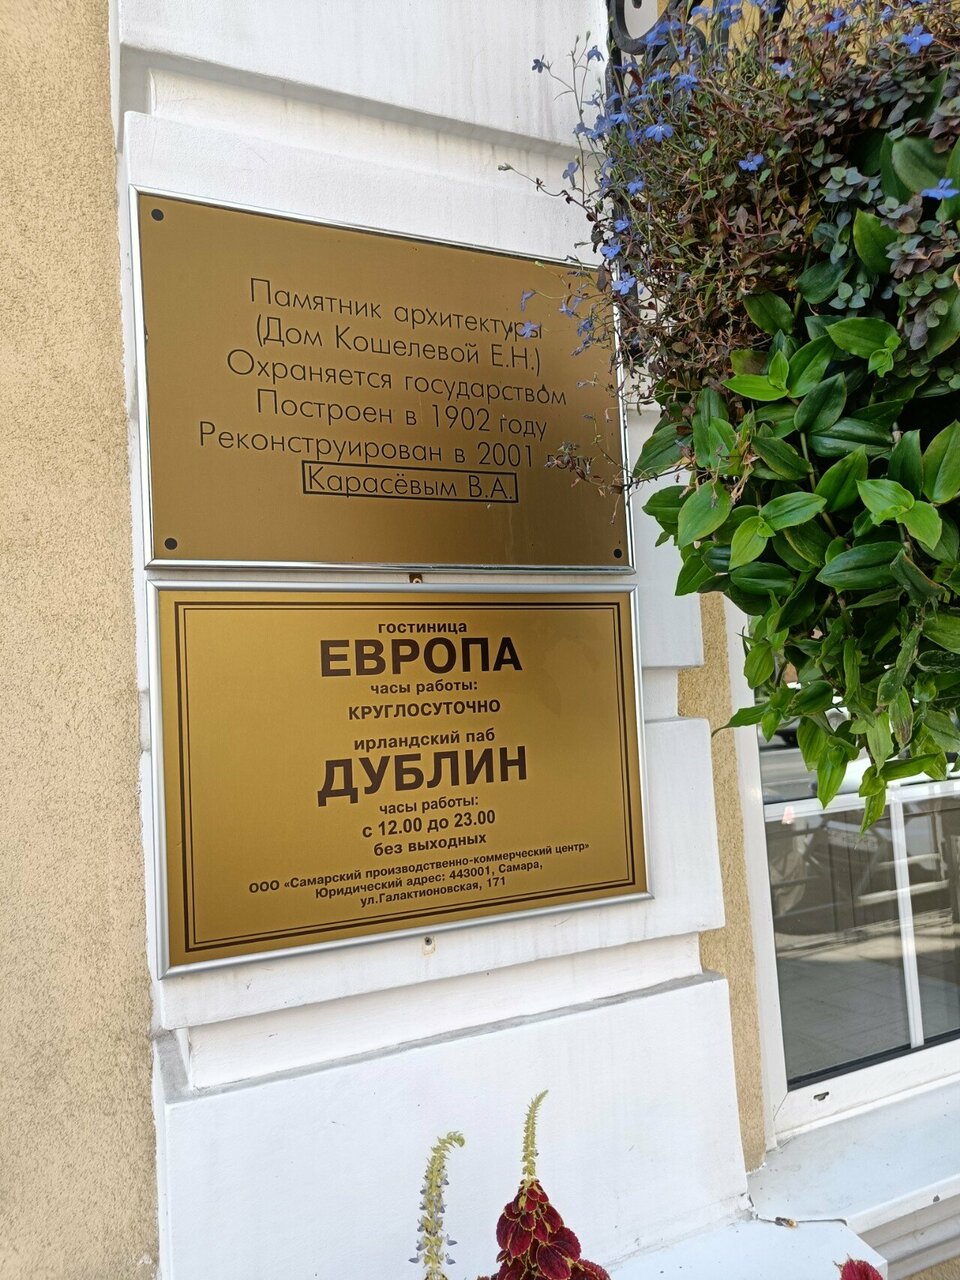 Памятник архитектуры
(Дом Кошелевой Е.Н.)
Охраняется государством
Построен в 1902 году
Реконструирован в 2001 году
Карасёвым В.А.
гостиница
ЕВРОПА
часы работы:
КРУГЛОСУТОЧНО
ирландский паб
ДУБЛИН
часы работы:
с 12.00 до 23.00
без выходных
ООО «Самарский производственно-коммерческий центр»
Юридический адрес: 443001, Самара,
ул.Галактионовская, 171